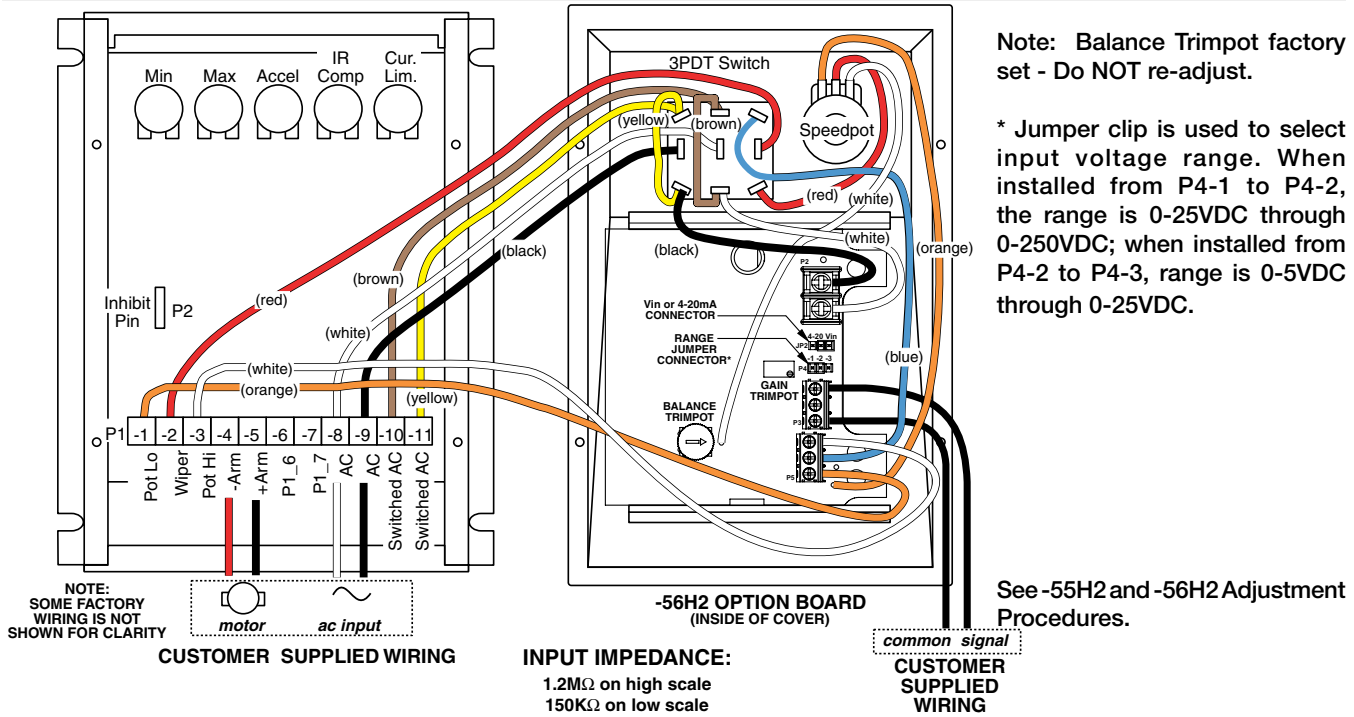 Min
Max
Accel
IR
Comp
Cur.
Lim.
Inhibit
Pin
P2
(red)
(brown)
(white)
(black)
(white)
(orange)
(yellow)
P1
-1 -2 -3 -4 -5 -6 -7 -8 -9 -10 -11
Pot Lo
Wiper
Pot Hi
-Arm
+Arm
P1_6
P1_7
AC
AC
Switched AC
Switched AC
NOTE:
SOME FACTORY
WIRING IS NOT
SHOWN FOR CLARITY
motor
ac input
CUSTOMER SUPPLIED WIRING
3PDT Switch
(yellow)
(brown)
Speedpot
(red)
(white)
(white)
(orange)
(black)
P2
Vin or 4-20mA
CONNECTOR
4-20 Vin
JP2
RANGE
JUMPER
CONNECTOR*
-1 -2 -3
P4
(blue)
GAIN
TRIMPOT
BALANCE
TRIMPOT
P3
P5
-56H2 OPTION BOARD
(INSIDE OF COVER)
INPUT IMPEDANCE:
1.2MΩ on high scale
150KΩ on low scale
common signal
CUSTOMER
SUPPLIED
WIRING
Note: Balance Trimpot factory
set - Do NOT re-adjust.
* Jumper clip is used to select
input voltage range. When
installed from P4-1 to P4-2,
the range is 0-25VDC through
0-250VDC; when installed from
P4-2 to P4-3, range is 0-5VDC
through 0-25VDC.
See -55H2 and -56H2 Adjustment
Procedures.